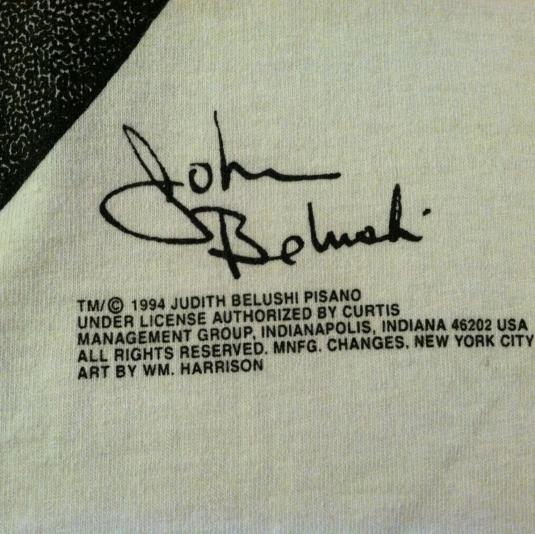 John
Belushi
TM/© 1994 JUDITH BELUSHI PISANO
UNDER LICENSE AUTHORIZED BY CURTIS
MANAGEMENT GROUP, INDIANAPOLIS, INDIANA 46202 USA
ALL RIGHTS RESERVED. MNFG. CHANGES, NEW YORK CITY
ART BY WM. HARRISON